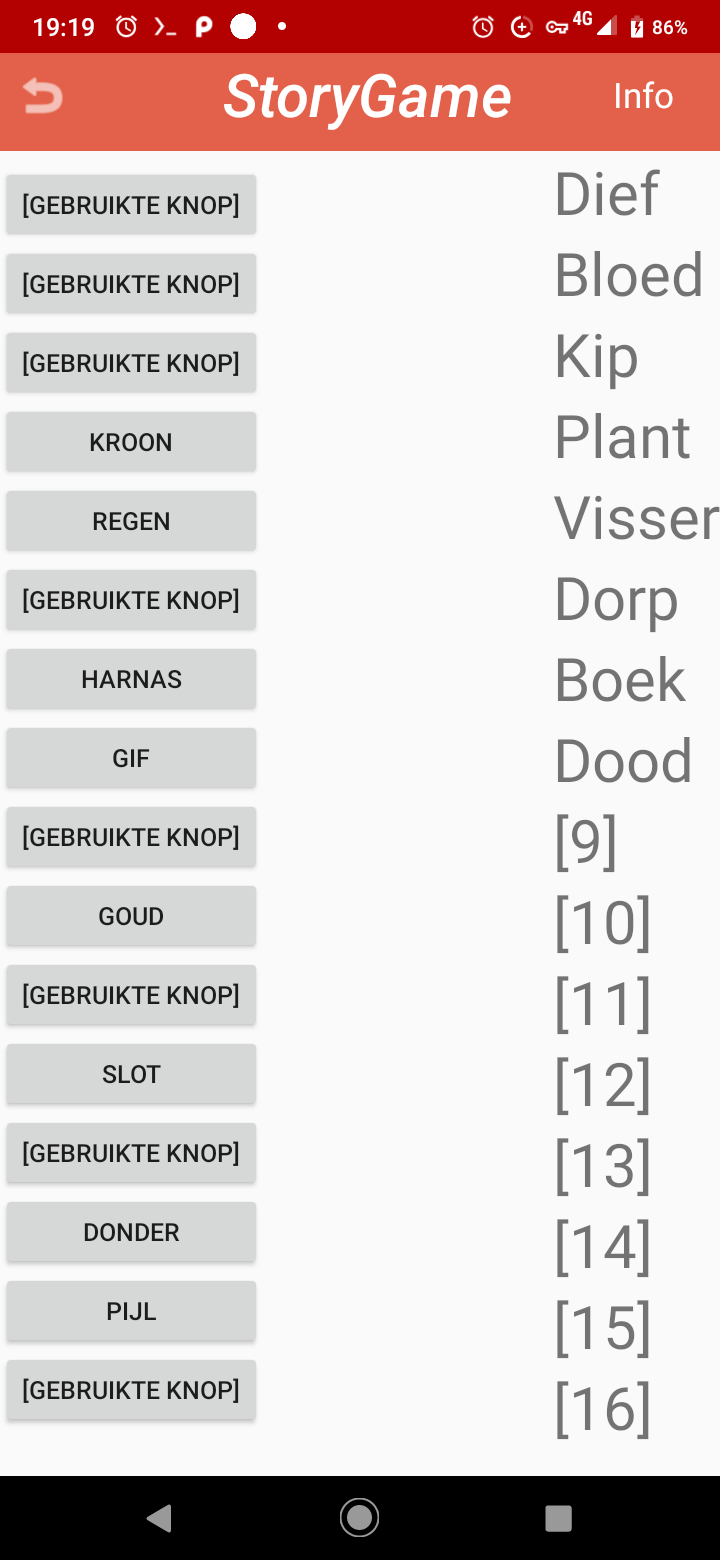 19:19 4G 86%
StoryGame Info
[GEBRUIKTE KNOP] Dief
[GEBRUIKTE KNOP] Bloed
[GEBRUIKTE KNOP] Kip
KROON Plant
REGEN Visser
[GEBRUIKTE KNOP] Dorp
HARNAS Boek
GIF Dood
[GEBRUIKTE KNOP] [9]
GOUD [10]
[GEBRUIKTE KNOP] [11]
SLOT [12]
[GEBRUIKTE KNOP] [13]
DONDER [14]
PIJL [15]
[GEBRUIKTE KNOP] [16]